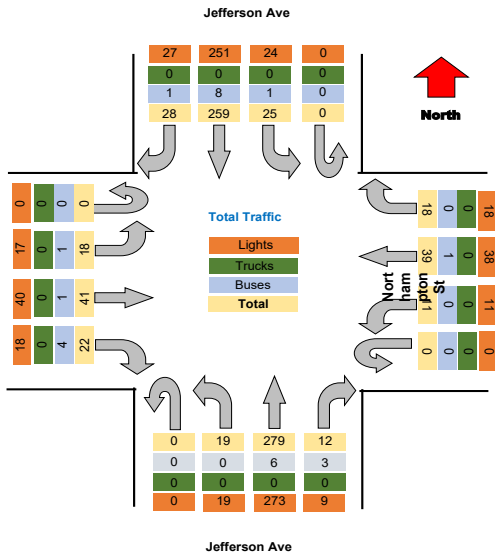 Jefferson Ave
27 251 24 0
0 0 0 0
1 8 1 0
28 259 25 0
North
0 0 0 0
17 0 1 18
40 0 1 41
18 0 4 22
Total Traffic
Lights
Trucks
Buses
Total
18 0 0 18
39 1 0 38
11 0 0 11
0 0 0 0
Nort
ham
pton
St
0 19 279 12
0 0 6 3
0 0 0 0
0 19 273 9
Jefferson Ave